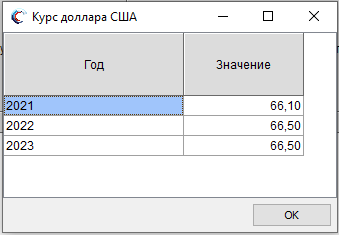 Курс доллара США
Год Значение
2021 66,10
2022 66,50
2023 66,50
OK